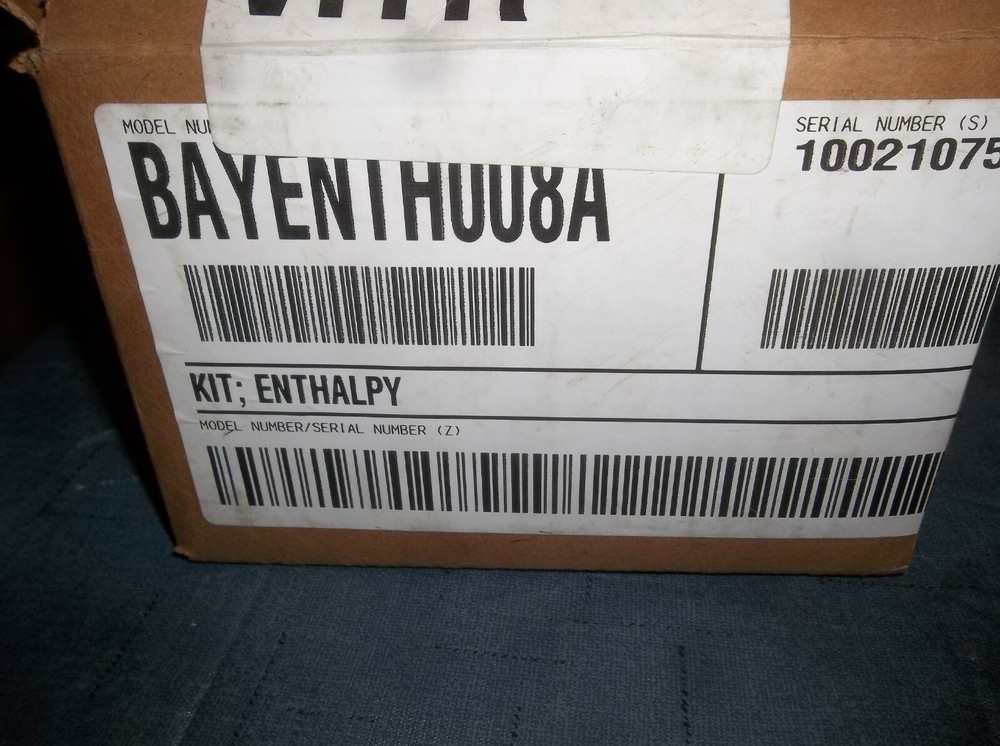 MODEL NU
SERIAL NUMBER (S)
10021075
BAYENTH008A
KIT; ENTHALPY
MODEL NUMBER/SERIAL NUMBER (Z)